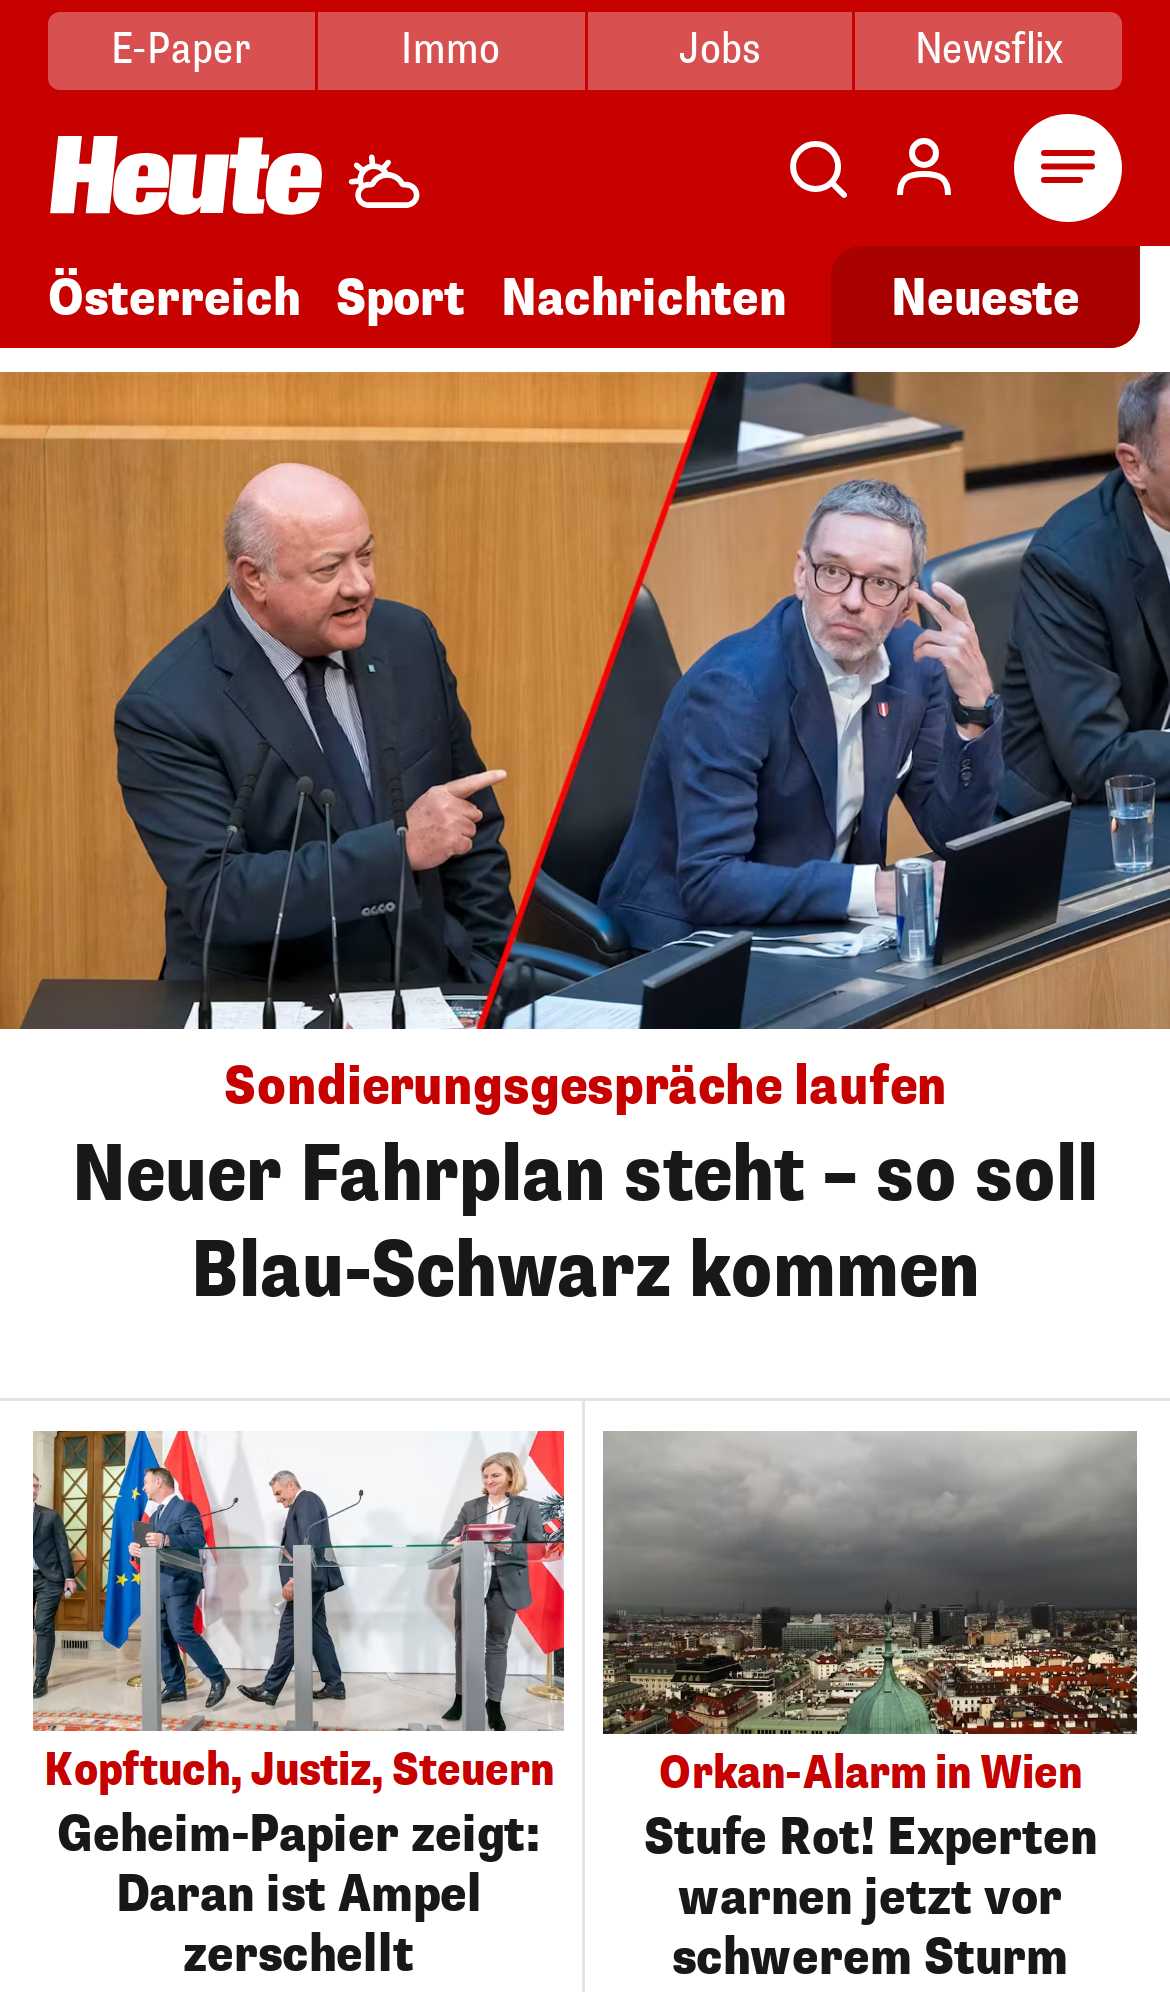 E-Paper
Immo
Jobs
Newsflix
Heute
Österreich
Sport
Nachrichten
Neueste
Sondierungsgespräche laufen
Neuer Fahrplan steht – so soll
Blau-Schwarz kommen
Kopftuch, Justiz, Steuern
Geheim-Papier zeigt:
Daran ist Ampel
zerschellt
Orkan-Alarm in Wien
Stufe Rot! Experten
warnen jetzt vor
schwerem Sturm